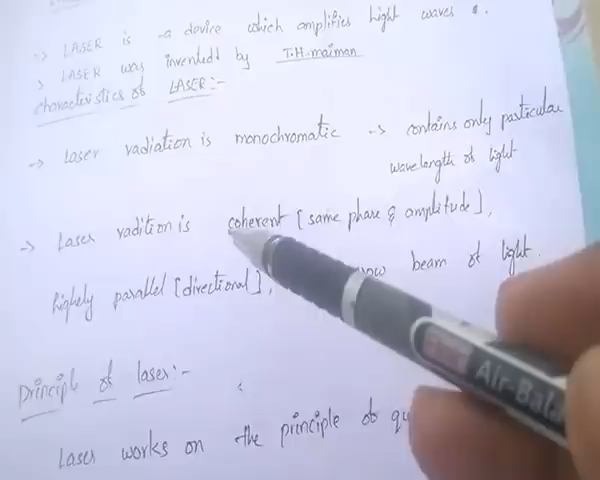 -> LASER is a device which amplifies light waves.
> LASER was invented by T.H.maiman
characteristics of LASER:-
-> Laser radiation is monochromatic -> contains only particular
wavelength of light
-> Laser radition is coherent [same phase & amplitude],
highely parallel [directional], beam of light.
Principle of laser:-
Laser works on the principle of
Air-Bala